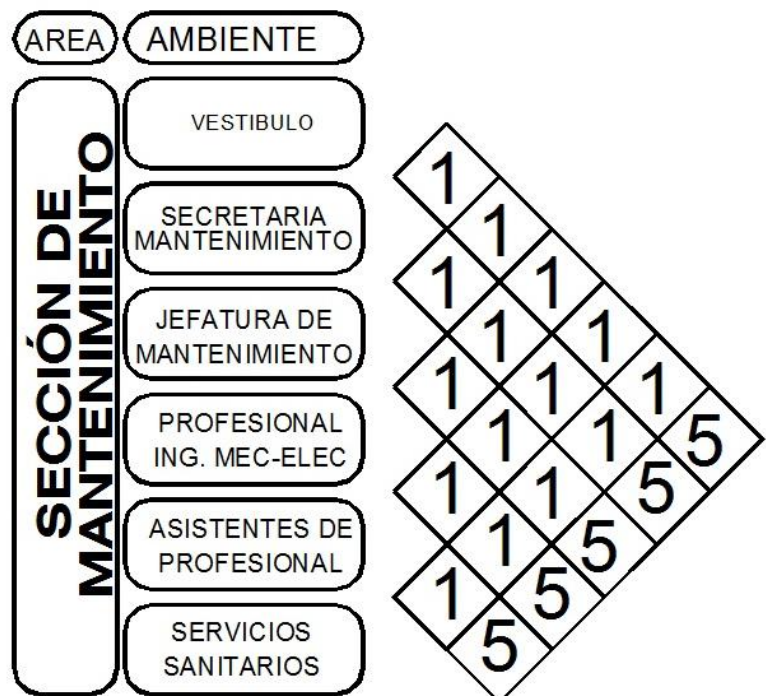 AREA AMBIENTE
SECCIÓN DE
MANTENIMIENTO
VESTIBULO
SECRETARIA
MANTENIMIENTO
JEFATURA DE
MANTENIMIENTO
PROFESIONAL
ING. MEC-ELEC
ASISTENTES DE
PROFESIONAL
SERVICIOS
SANITARIOS
1
1
1 1
1 1
1 1 1
1 1 5
1 1 5
1 5
1 5
5